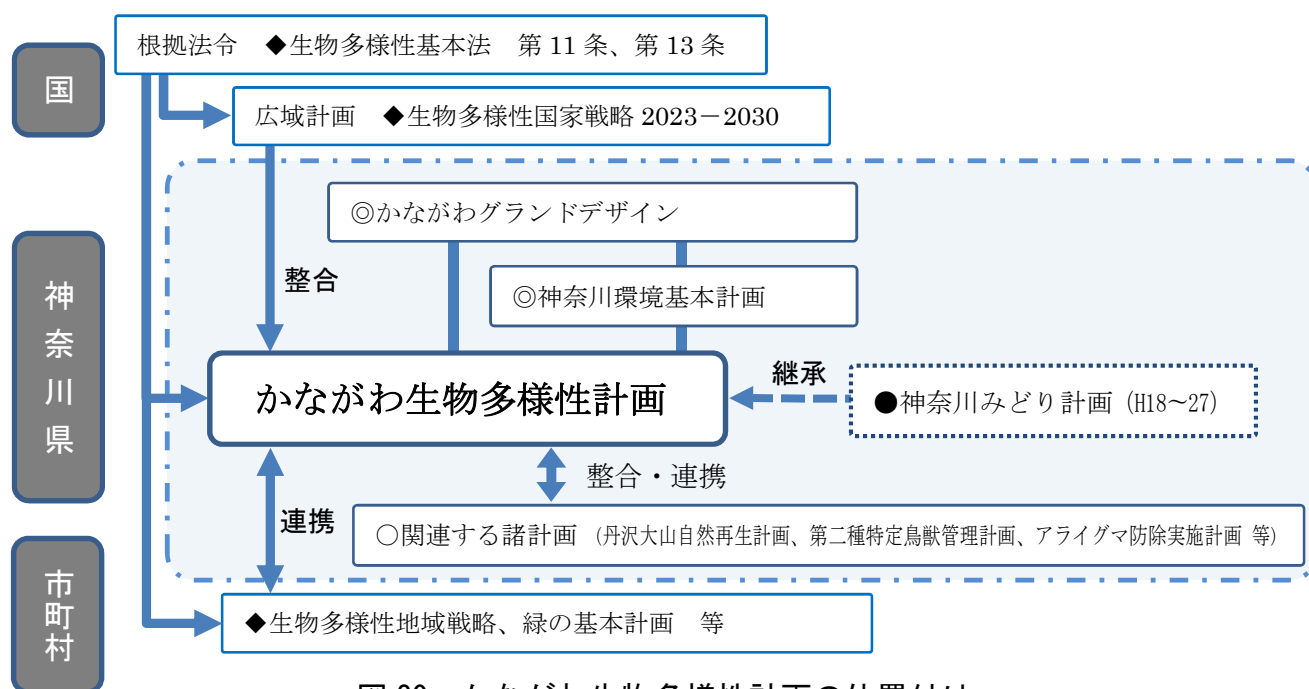 国
根拠法令　◆生物多様性基本法　第 11 条、第 13 条
広域計画　◆生物多様性国家戦略 2023－2030
神奈川県
◎かながわグランドデザイン
整合
◎神奈川環境基本計画
かながわ生物多様性計画
継承
●神奈川みどり計画 (H18～27)
整合・連携
連携
○関連する諸計画 (丹沢大山自然再生計画、第二種特定鳥獣管理計画、アライグマ防除実施計画 等)
市町村
◆生物多様性地域戦略、緑の基本計画　等